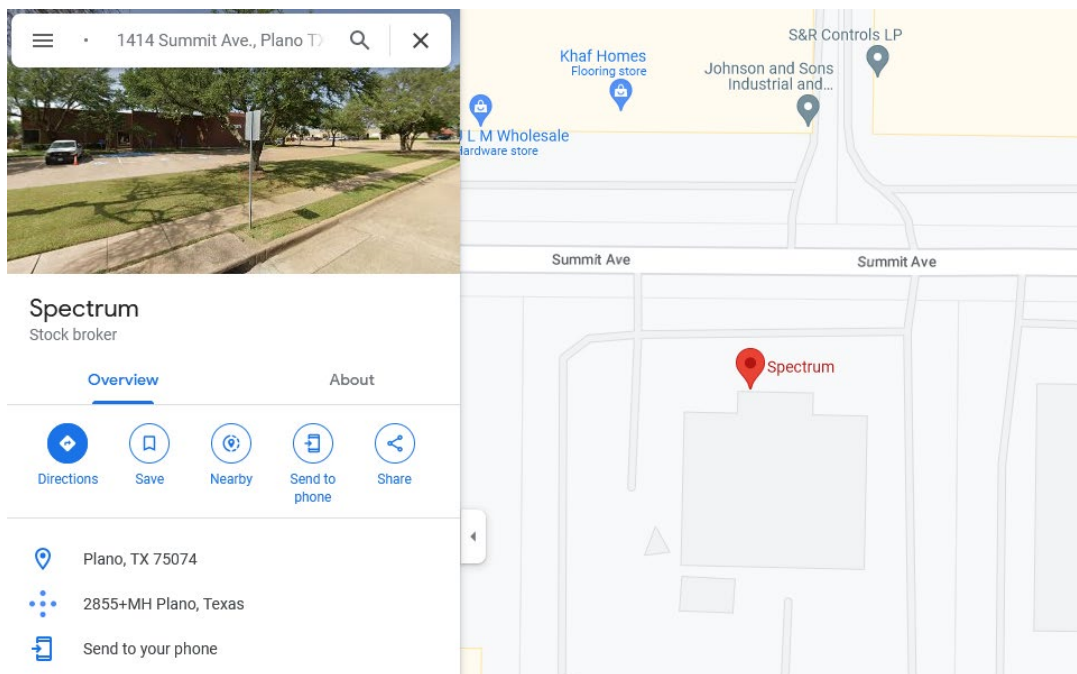 1414 Summit Ave., Plano
Spectrum
Stock broker
Overview
About
Directions
Save
Nearby
Send to
phone
Share
Plano, TX 75074
2855+MH Plano, Texas
Send to your phone
S&R Controls LP
Khaf Homes
Flooring store
Johnson and Sons
Industrial and...
L M Wholesale
Hardware store
Summit Ave
Summit Ave
Spectrum